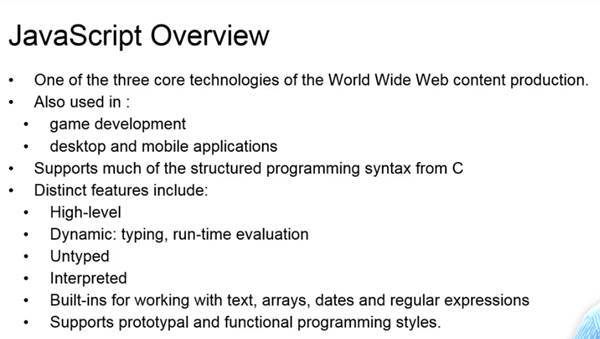 JavaScript Overview
• One of the three core technologies of the World Wide Web content production.
• Also used in :
• game development
• desktop and mobile applications
• Supports much of the structured programming syntax from C
• Distinct features include:
• High-level
• Dynamic: typing, run-time evaluation
• Untyped
• Interpreted
• Built-ins for working with text, arrays, dates and regular expressions
• Supports prototypal and functional programming styles.